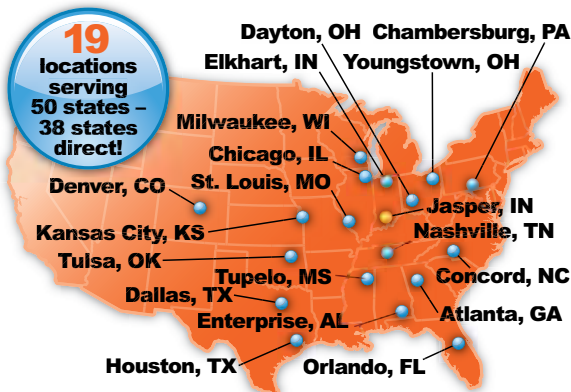 19
locations
serving
50 states –
38 states
direct!
Dayton, OH
Chambersburg, PA
Elkhart, IN
Youngstown, OH
Milwaukee, WI
Chicago, IL
Denver, CO
St. Louis, MO
Jasper, IN
Kansas City, KS
Nashville, TN
Tulsa, OK
Tupelo, MS
Concord, NC
Dallas, TX
Enterprise, AL
Atlanta, GA
Houston, TX
Orlando, FL